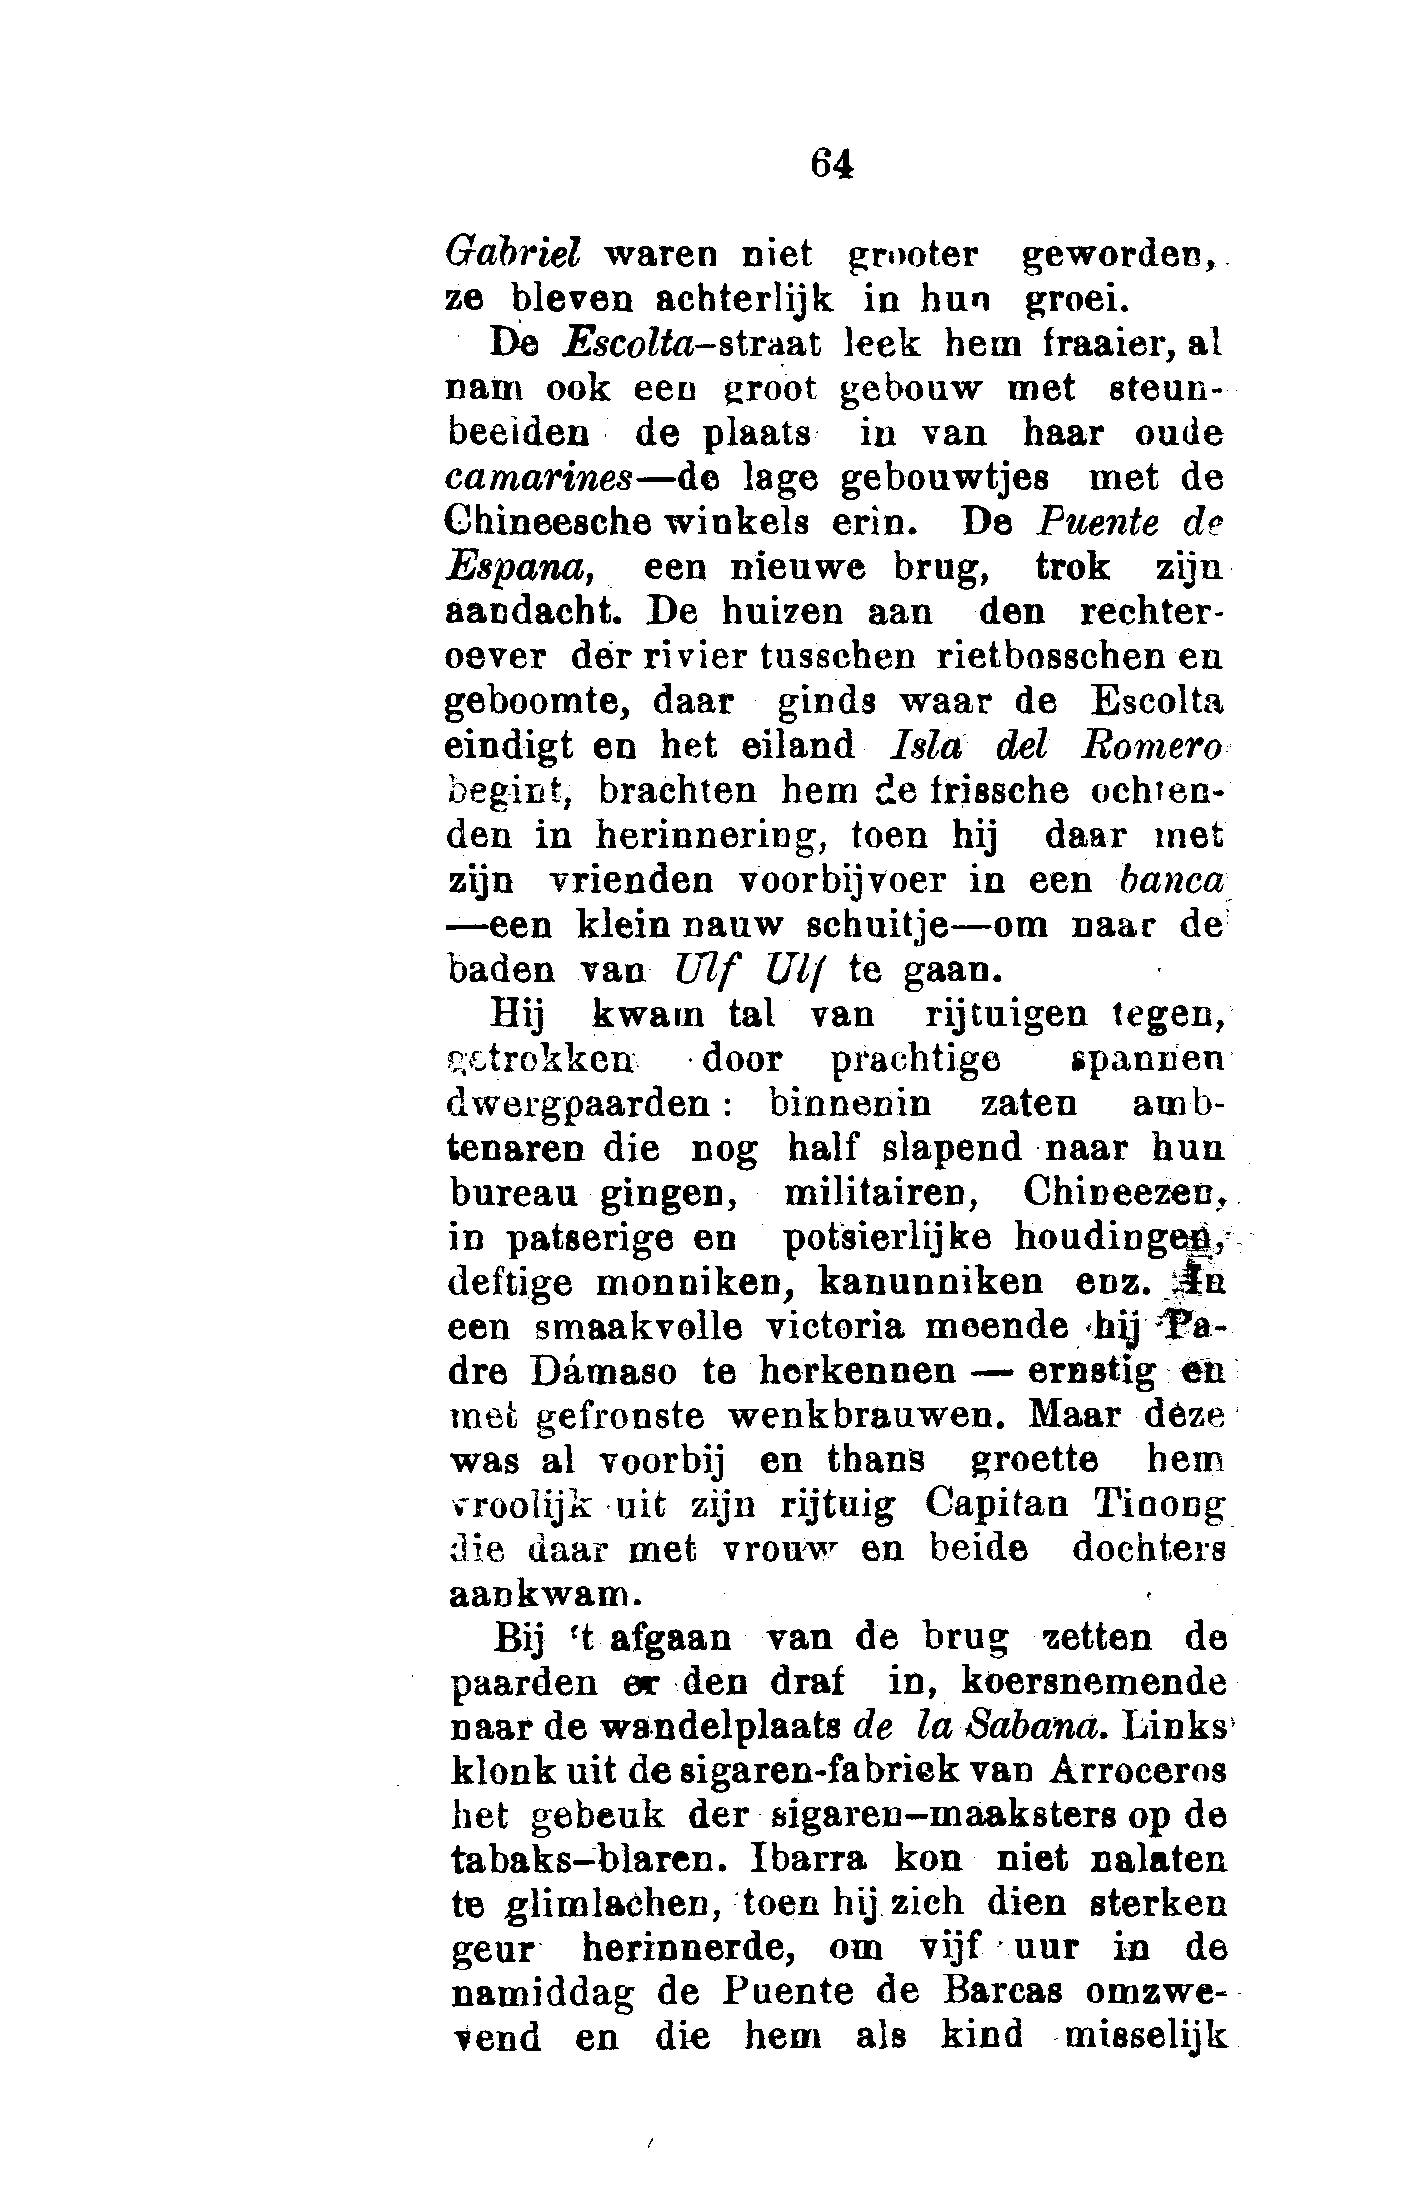 64
Gabriel waren niet grooter geworden,
ze bleven achterlijk in hun groei.
De Escolta-straat leek hem fraaier, al
nam ook een groot gebouw met steun-
beelden de plaats in van haar oude
camarines—de lage gebouwtjes met de
Chineesche winkels erin. De Puente de
Espana, een nieuwe brug, trok zijn
aandacht. De huizen aan den rechter-
oever der rivier tusschen rietbosschen en
geboomte, daar ginds waar de Escolta
eindigt en het eiland Isla del Romero
begint, brachten hem de frissche ochten-
den in herinnering, toen hij daar met
zijn vrienden voorbijvoer in een banca
—een klein nauw schuitje—om naar de
baden van Ulf Ulf te gaan.
Hij kwam tal van rijtuigen tegen,
getrokken door prachtige spannen
dwergpaarden : binnenin zaten amb-
tenaren die nog half slapend naar hun
bureau gingen, militairen, Chineezen,
in patserige en potsierlijke houdingen,
deftige monniken, kanunniken enz. In
een smaakvolle victoria meende hij Pa-
dre Dámaso te herkennen — ernstig en
met gefronste wenkbrauwen. Maar deze
was al voorbij en thans groette hem
vroolijk uit zijn rijtuig Capitan Tinong
die daar met vrouw en beide dochters
aankwam.
Bij ‘t afgaan van de brug zetten de
paarden er den draf in, koersnemende
naar de wandelplaats de la Sabana. Links
klonk uit de sigaren-fabriek van Arroceros
het gebeuk der sigaren-maaksters op de
tabaks-blaren. Ibarra kon niet nalaten
te glimlachen, toen hij zich dien sterken
geur herinnerde, om vijf uur in de
namiddag de Puente de Barcas omzwe-
vend en die hem als kind misselijk